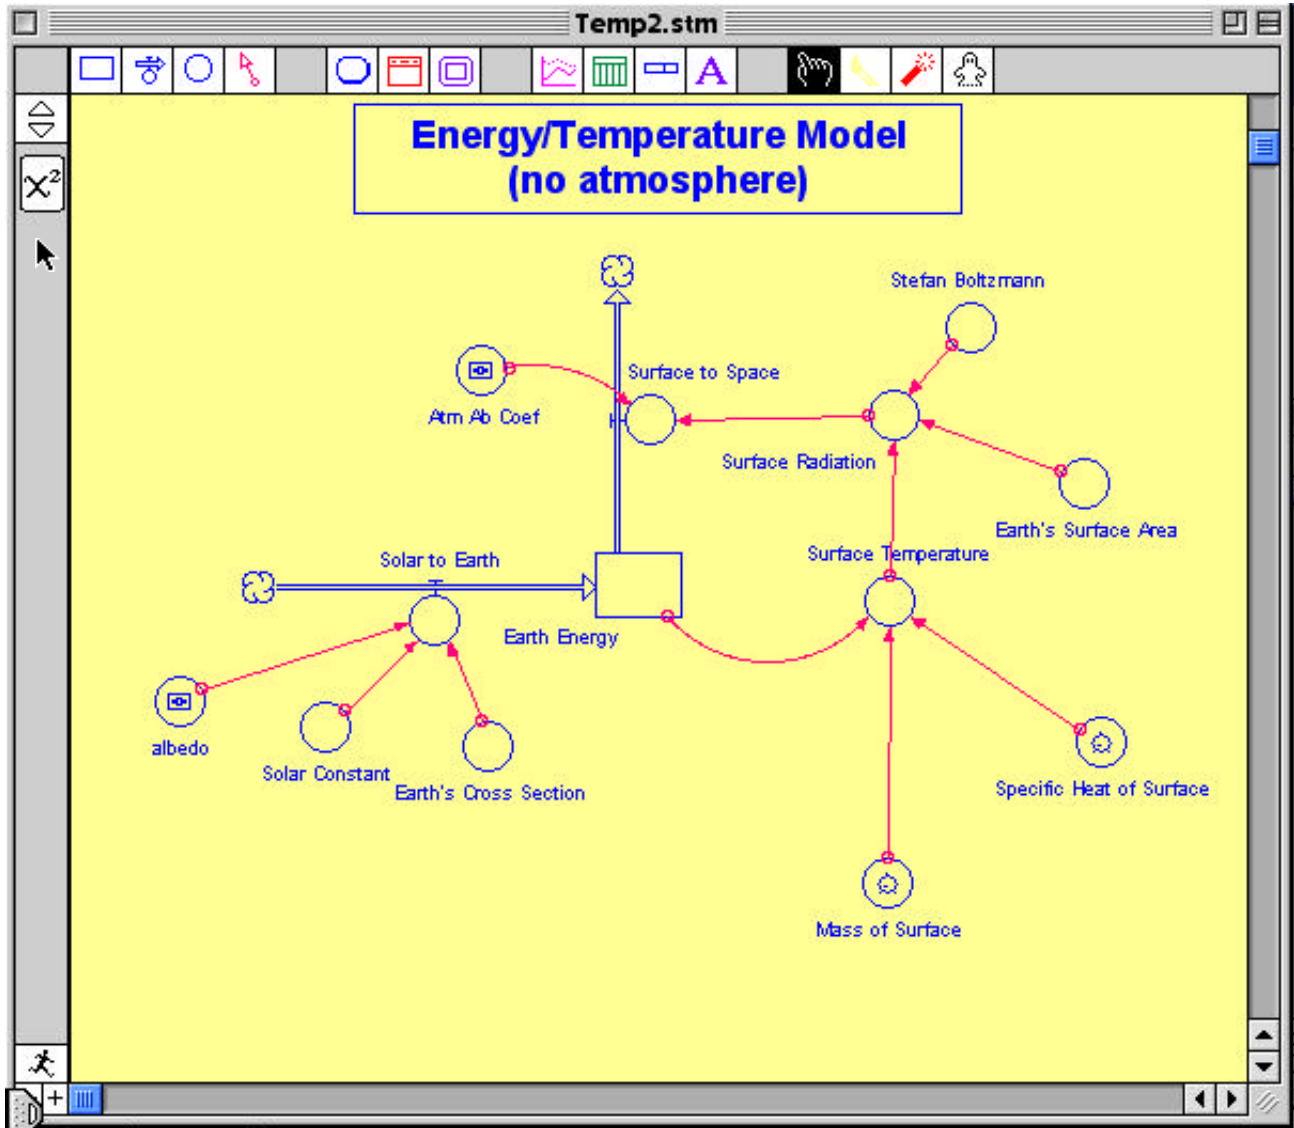 Temp2.stm
A
X²
Energy/Temperature Model
(no atmosphere)
Stefan Boltzmann
Surface to Space
Atm Ab Coef
Surface Radiation
Earth's Surface Area
Surface Temperature
Solar to Earth
Earth Energy
albedo
Solar Constant
Earth's Cross Section
Specific Heat of Surface
Mass of Surface